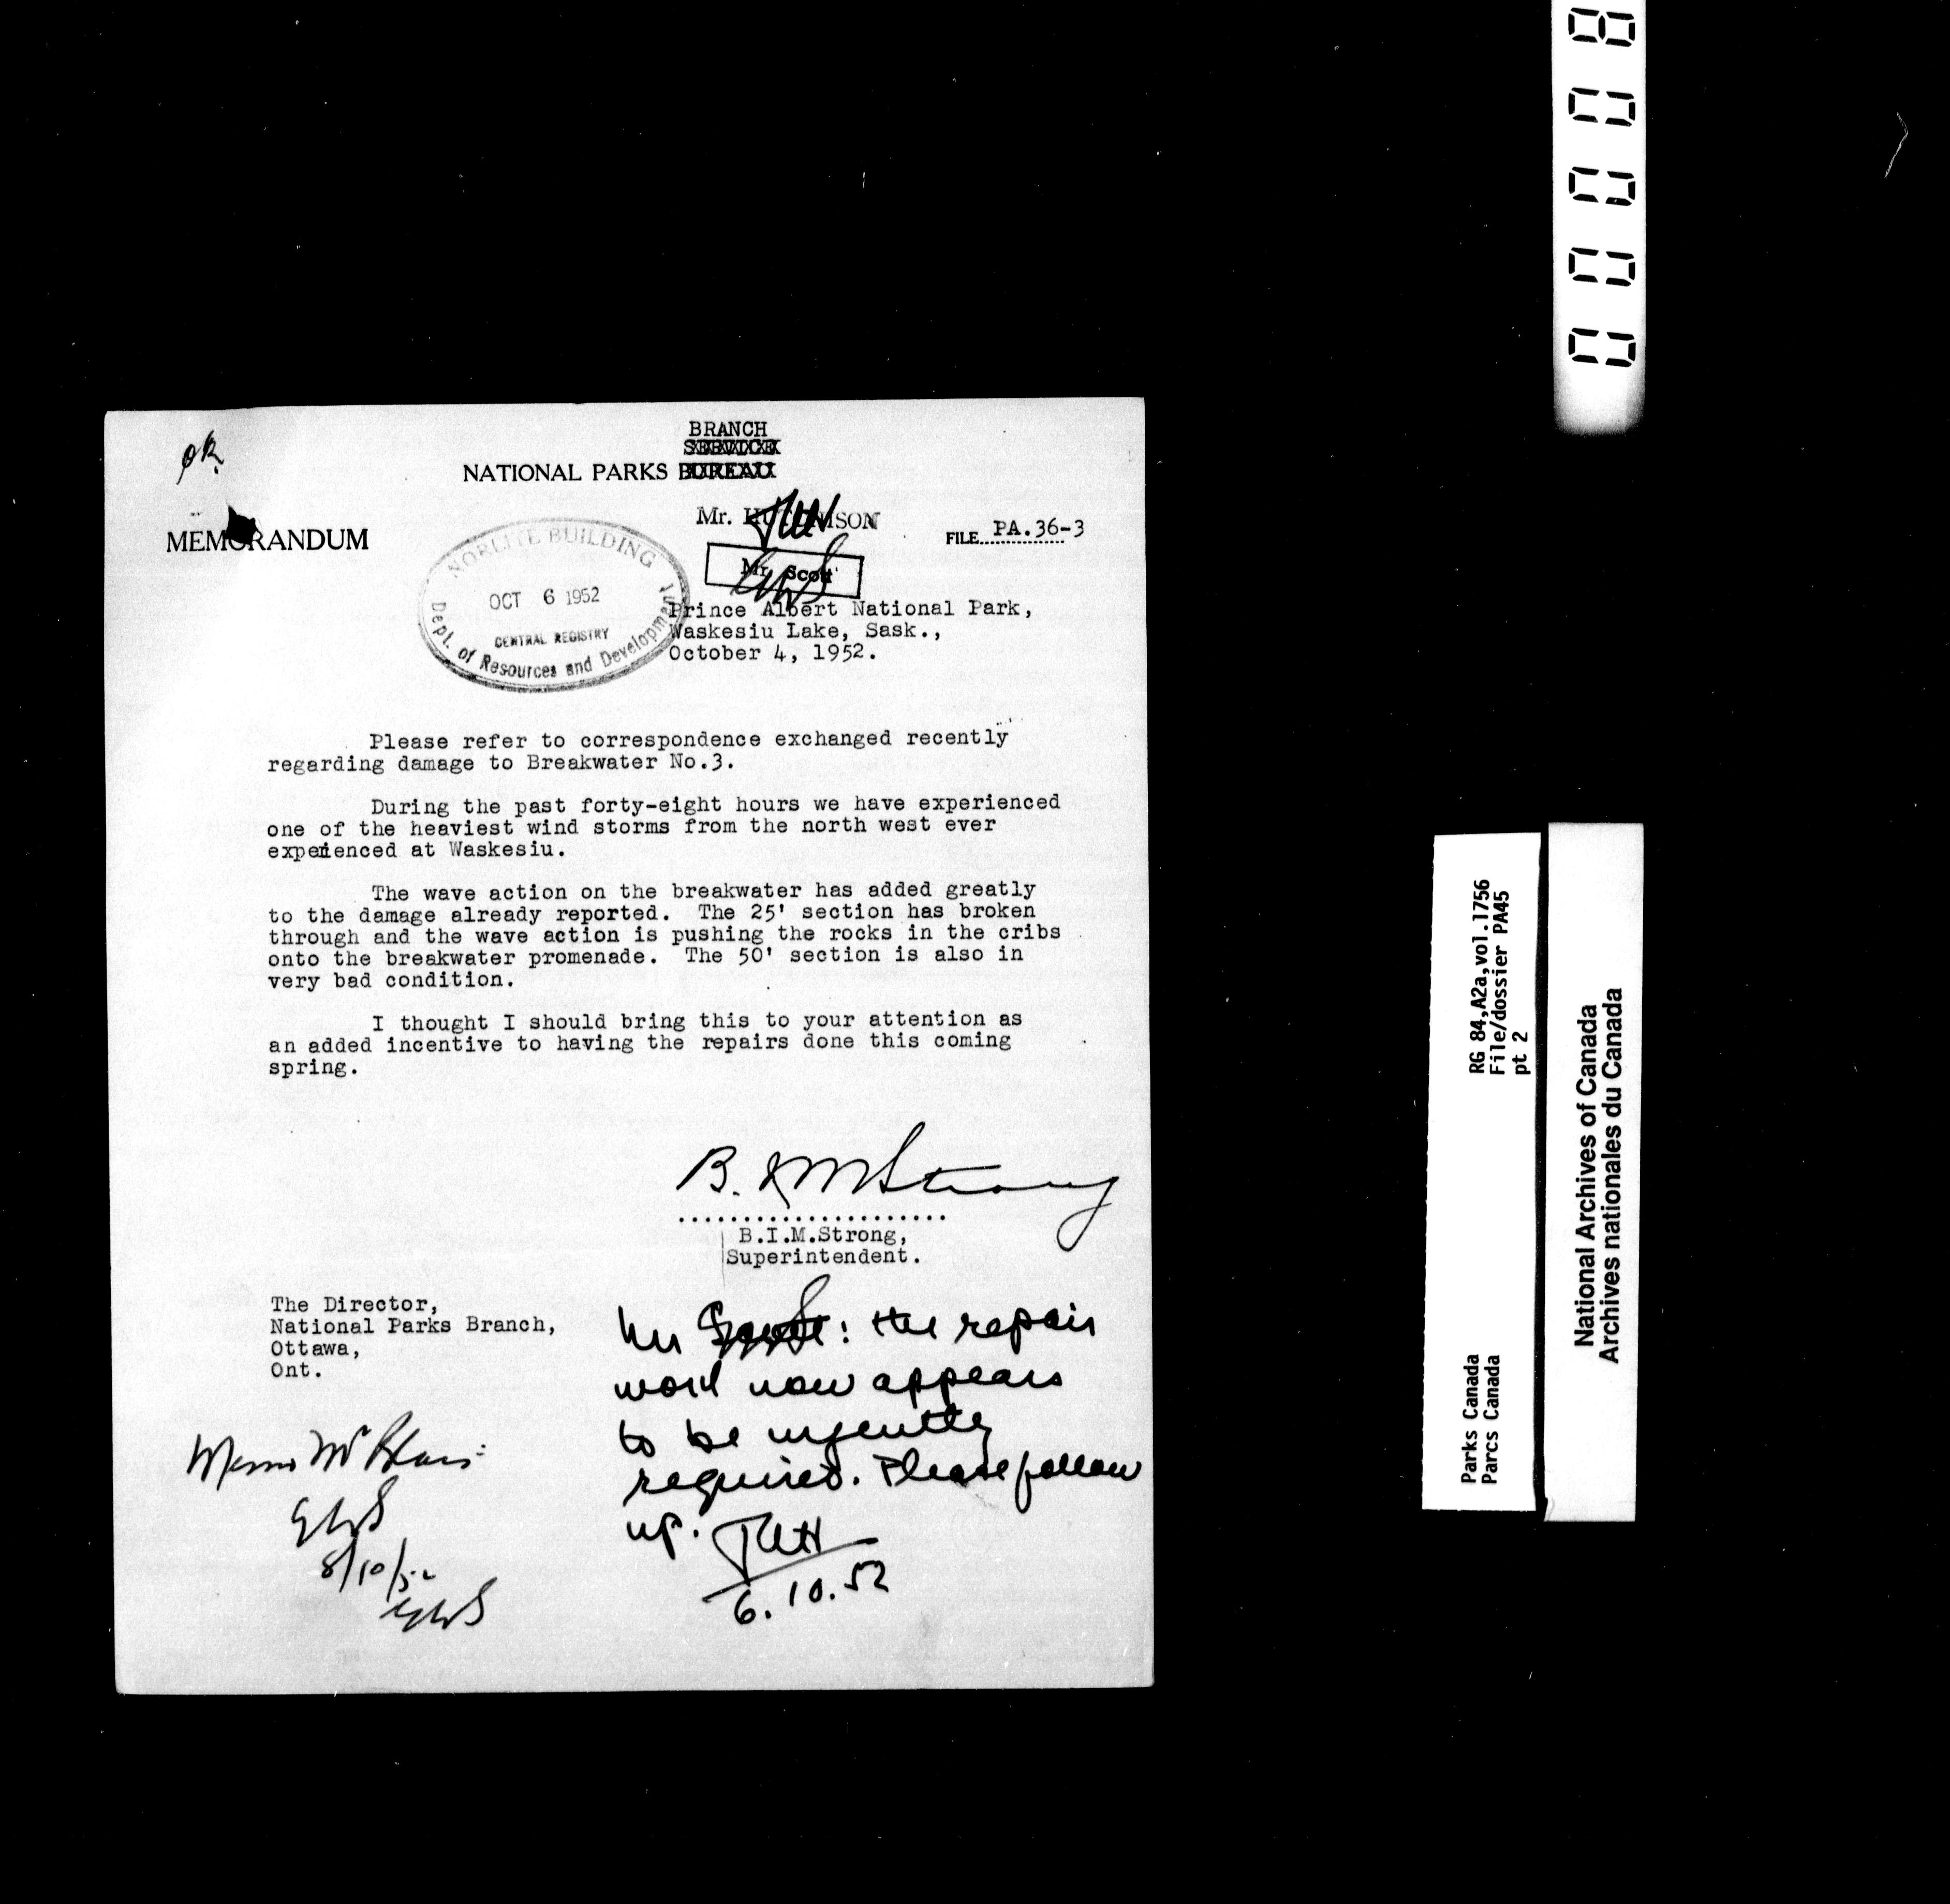 ok.
BRANCH
SERVICE
NATIONAL PARKS BUREAU
MEMORANDUM
Mr. HUTCHISON
FILE PA.36-3
NORLITE BUILDING
OCT 6 1952
CENTRAL REGISTRY
Dept. of Resources and Development
Mr. Scott
Prince Albert National Park,
Waskesiu Lake, Sask.,
October 4, 1952.
Please refer to correspondence exchanged recently
regarding damage to Breakwater No.3.
During the past forty-eight hours we have experienced
one of the heaviest wind storms from the north west ever
experienced at Waskesiu.
The wave action on the breakwater has added greatly
to the damage already reported. The 25' section has broken
through and the wave action is pushing the rocks in the cribs
onto the breakwater promenade. The 50' section is also in
very bad condition.
I thought I should bring this to your attention as
an added incentive to having the repairs done this coming
spring.
B.I.M.Strong
B.I.M.Strong,
Superintendent.
The Director,
National Parks Branch,
Ottawa,
Ont.
Mr Scott: the repair
work now appears
to be urgently
required. Please follow
up.
6.10.52
Memo Mr
8/10/52
00008
RG 84,A2a,vol.1756
File/dossier PA45
pt 2
Parks Canada
Parcs Canada
National Archives of Canada
Archives nationales du Canada